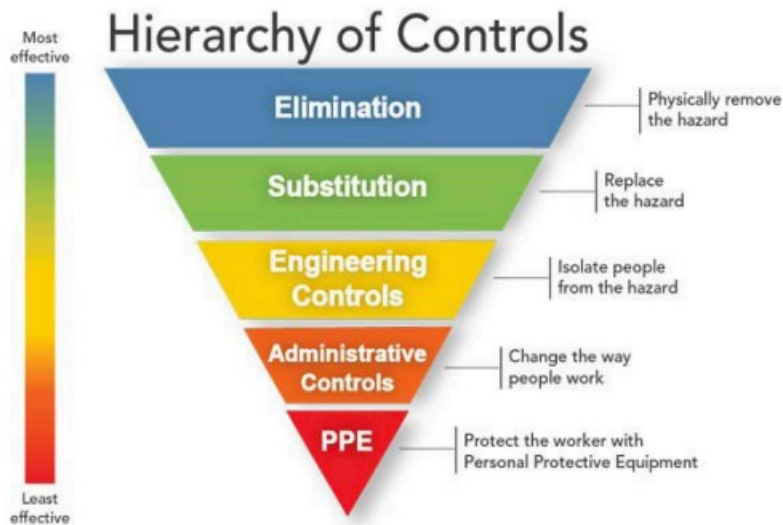 Hierarchy of Controls
Most
effective
Elimination
Physically remove
the hazard
Substitution
Replace
the hazard
Engineering
Controls
Isolate people
from the hazard
Administrative
Controls
Change the way
people work
PPE
Protect the worker with
Personal Protective Equipment
Least
effective